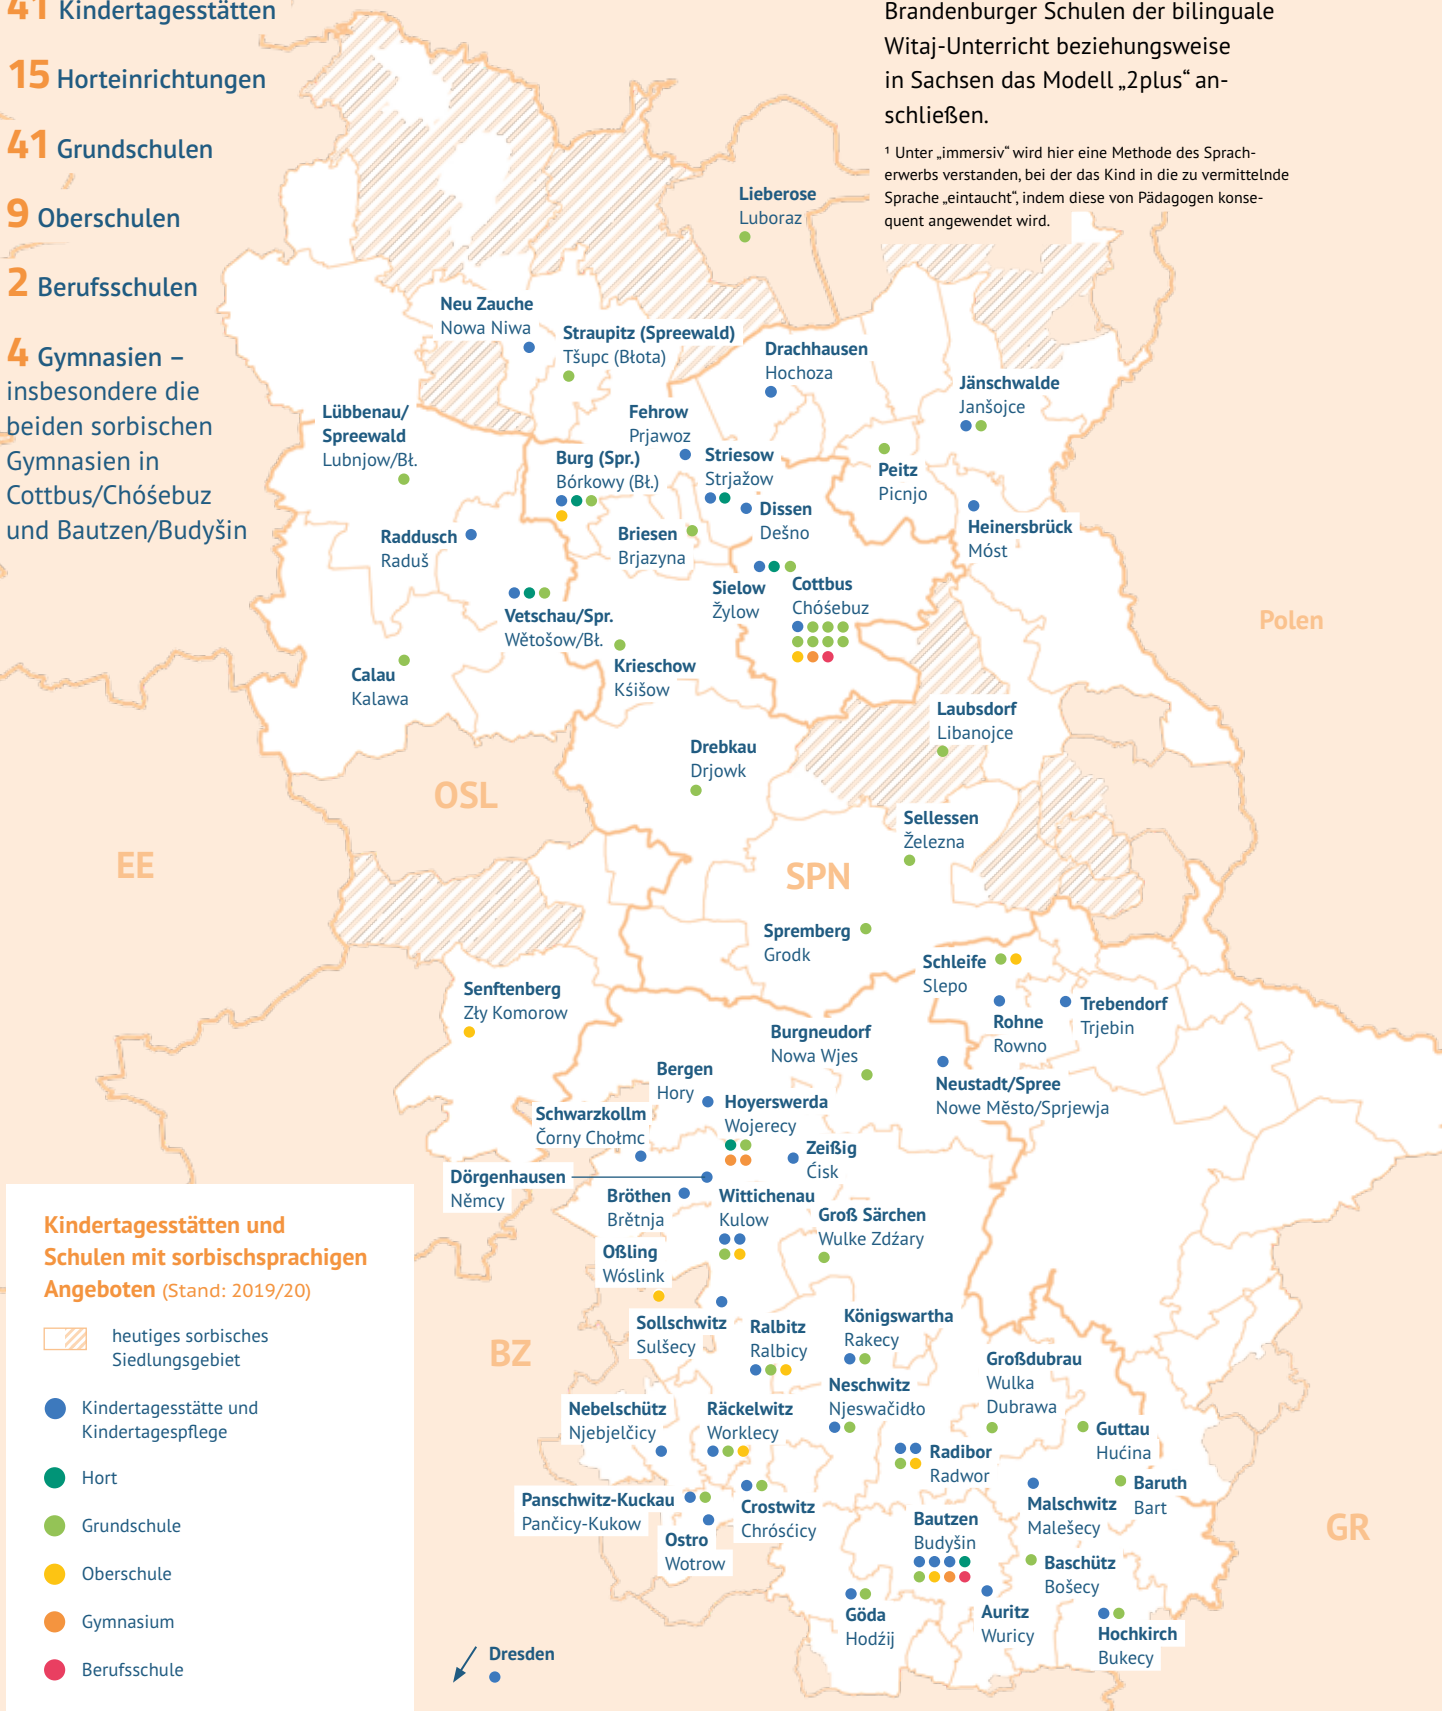 41 Kindertagesstätten
15 Horteinrichtungen
41 Grundschulen
9 Oberschulen
2 Berufsschulen
4 Gymnasien –
insbesondere die
beiden sorbischen
Gymnasien in
Cottbus/Chóśebuz
und Bautzen/Budyšin
Brandenburger Schulen der bilinguale
Witaj-Unterricht beziehungsweise
in Sachsen das Modell „2plus“ an-
schließen.
¹ Unter „immersiv“ wird hier eine Methode des Sprach-
erwerbs verstanden, bei der das Kind in die zu vermittelnde
Sprache „eintaucht“, indem diese von Pädagogen konse-
quent angewendet wird.
Lieberose
Luboraz
Neu Zauche
Nowa Niwa
Straupitz (Spreewald)
Tšupc (Błota)
Drachhausen
Hochoza
Jänschwalde
Janšojce
Lübbenau/
Spreewald
Lubnjow/Bł.
Fehrow
Prjawoz
Burg (Spr.)
Bórkowy (Bł.)
Striesow
Strjažow
Peitz
Picnjo
Dissen
Dešno
Heinersbrück
Móst
Raddusch
Raduš
Briesen
Brjazyna
Sielow
Žylow
Cottbus
Chóśebuz
Vetschau/Spr.
Wětošow/Bł.
Polen
Krieschow
Kśišow
Calau
Kalawa
Laubsdorf
Libanojce
Drebkau
Drjowk
OSL
Sellessen
Železna
EE
SPN
Spremberg
Grodk
Schleife
Slepo
Senftenberg
Zły Komorow
Trebendorf
Trjebin
Rohne
Rowno
Burgneudorf
Nowa Wjes
Bergen
Hory
Neustadt/Spree
Nowe Město/Sprjewja
Hoyerswerda
Wojerecy
Schwarzkollm
Čorny Chołmc
Zeißig
Ćisk
Dörgenhausen
Němcy
Bröthen
Brětnja
Wittichenau
Kulow
Groß Särchen
Wulke Zdźary
Oßling
Wóslink
Sollschwitz
Sulšecy
Ralbitz
Ralbicy
Königswartha
Rakecy
BZ
Großdubrau
Wulka
Dubrawa
Neschwitz
Njeswačidło
Nebelschütz
Njebjelčicy
Räckelwitz
Worklecy
Guttau
Hućina
Radibor
Radwor
Baruth
Bart
Panschwitz-Kuckau
Pančicy-Kukow
Crostwitz
Chrósćicy
Malschwitz
Malešecy
Bautzen
Budyšin
GR
Ostro
Wotrow
Baschütz
Bošecy
Göda
Hodźij
Auritz
Wuricy
Hochkirch
Bukecy
Dresden
Kindertagesstätten und
Schulen mit sorbischsprachigen
Angeboten (Stand: 2019/20)
heutiges sorbisches
Siedlungsgebiet
Kindertagesstätte und
Kindertagespflege
Hort
Grundschule
Oberschule
Gymnasium
Berufsschule